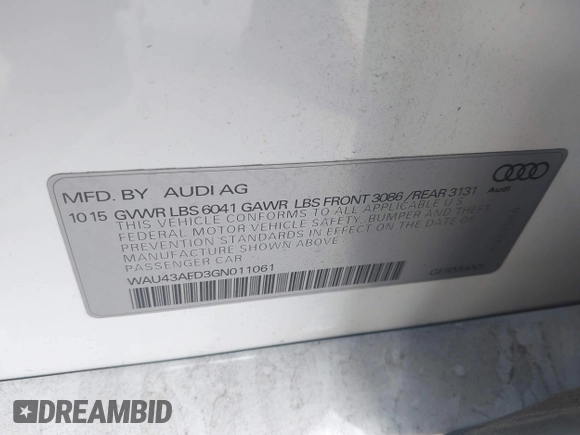 MFD. BY AUDI AG
10 15 GVWR LBS 6041 GAWR LBS FRONT 3086 / REAR 3131
THIS VEHICLE CONFORMS TO ALL APPLICABLE U.S.
FEDERAL MOTOR VEHICLE SAFETY, BUMPER AND THEFT
PREVENTION STANDARDS IN EFFECT ON THE DATE OF
MANUFACTURE SHOWN ABOVE
PASSENGER CAR
WAU43AFD3GN011061
Audi
GERMANY
DREAMBID